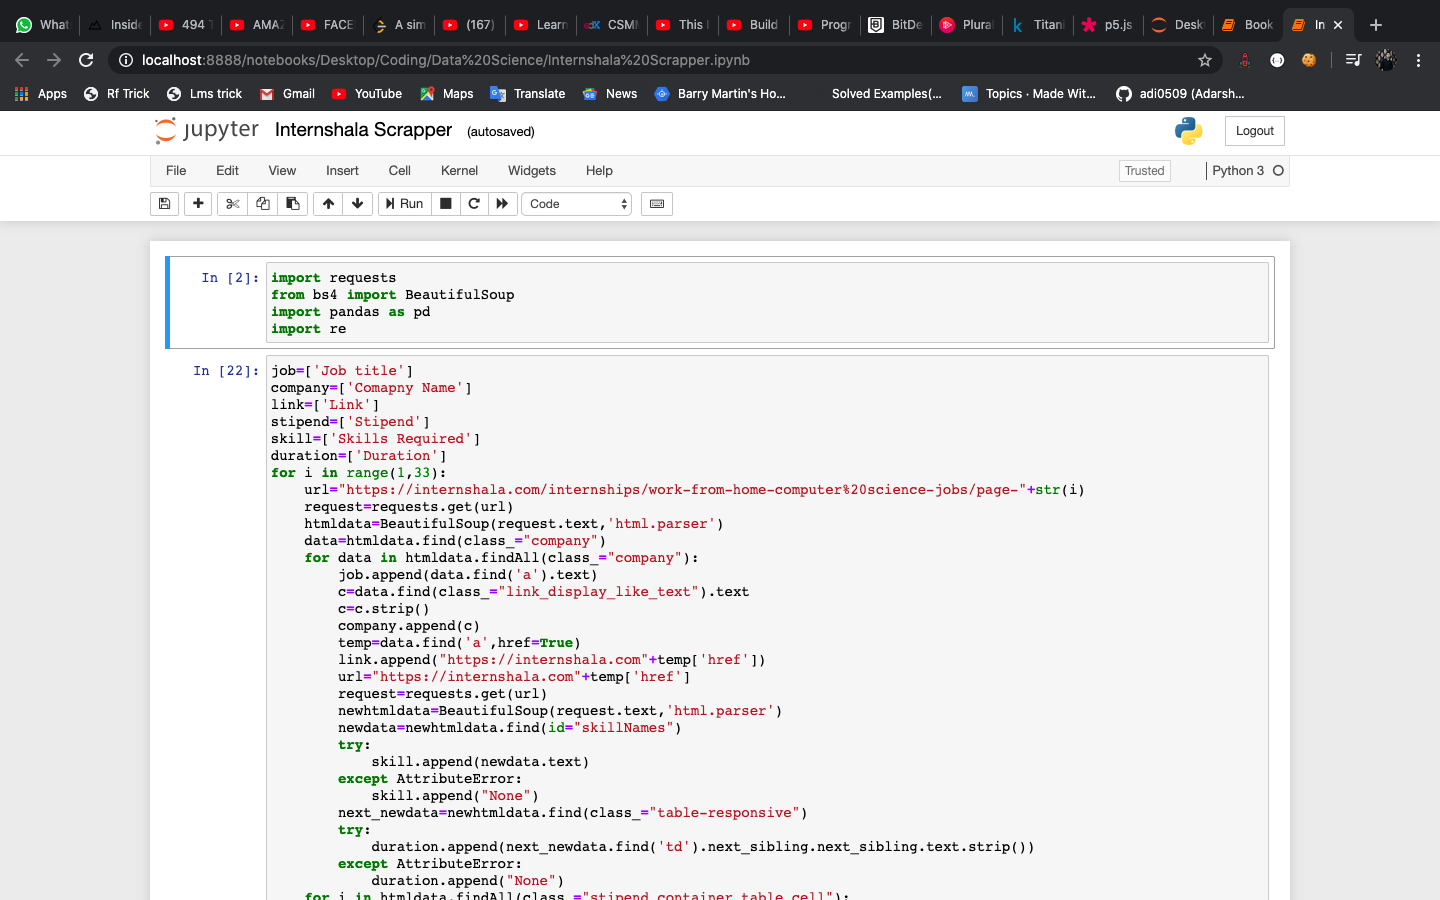 What
Inside
494
AMAZ
FACE
A sim
(167)
Learn
CSM
This I
Build
Progr
BitDe
Plura
Titani
p5.js
Deskt
Book
In
localhost:8888/notebooks/Desktop/Coding/Data%20Science/Internshala%20Scrapper.ipynb
Apps
Rf Trick
Lms trick
Gmail
YouTube
Maps
Translate
News
Barry Martin's Ho...
Solved Examples(...
Topics · Made Wit...
adi0509 (Adarsh...
jupyter Internshala Scrapper (autosaved)
Logout
File Edit View Insert Cell Kernel Widgets Help
Trusted
Python 3
Run
Code
In [2]:
import requests
from bs4 import BeautifulSoup
import pandas as pd
import re
In [22]:
job=['Job title']
company=['Comapny Name']
link=['Link']
stipend=['Stipend']
skill=['Skills Required']
duration=['Duration']
for i in range(1,33):
    url="https://internshala.com/internships/work-from-home-computer%20science-jobs/page-"+str(i)
    request=requests.get(url)
    htmldata=BeautifulSoup(request.text,'html.parser')
    data=htmldata.find(class_="company")
    for data in htmldata.findAll(class_="company"):
        job.append(data.find('a').text)
        c=data.find(class_="link_display_like_text").text
        c=c.strip()
        company.append(c)
        temp=data.find('a',href=True)
        link.append("https://internshala.com"+temp['href'])
        url="https://internshala.com"+temp['href']
        request=requests.get(url)
        newhtmldata=BeautifulSoup(request.text,'html.parser')
        newdata=newhtmldata.find(id="skillNames")
        try:
            skill.append(newdata.text)
        except AttributeError:
            skill.append("None")
        next_newdata=newhtmldata.find(class_="table-responsive")
        try:
            duration.append(next_newdata.find('td').next_sibling.next_sibling.text.strip())
        except AttributeError:
            duration.append("None")
    for i in htmldata.findAll(class_="stipend_container_table_cell"):